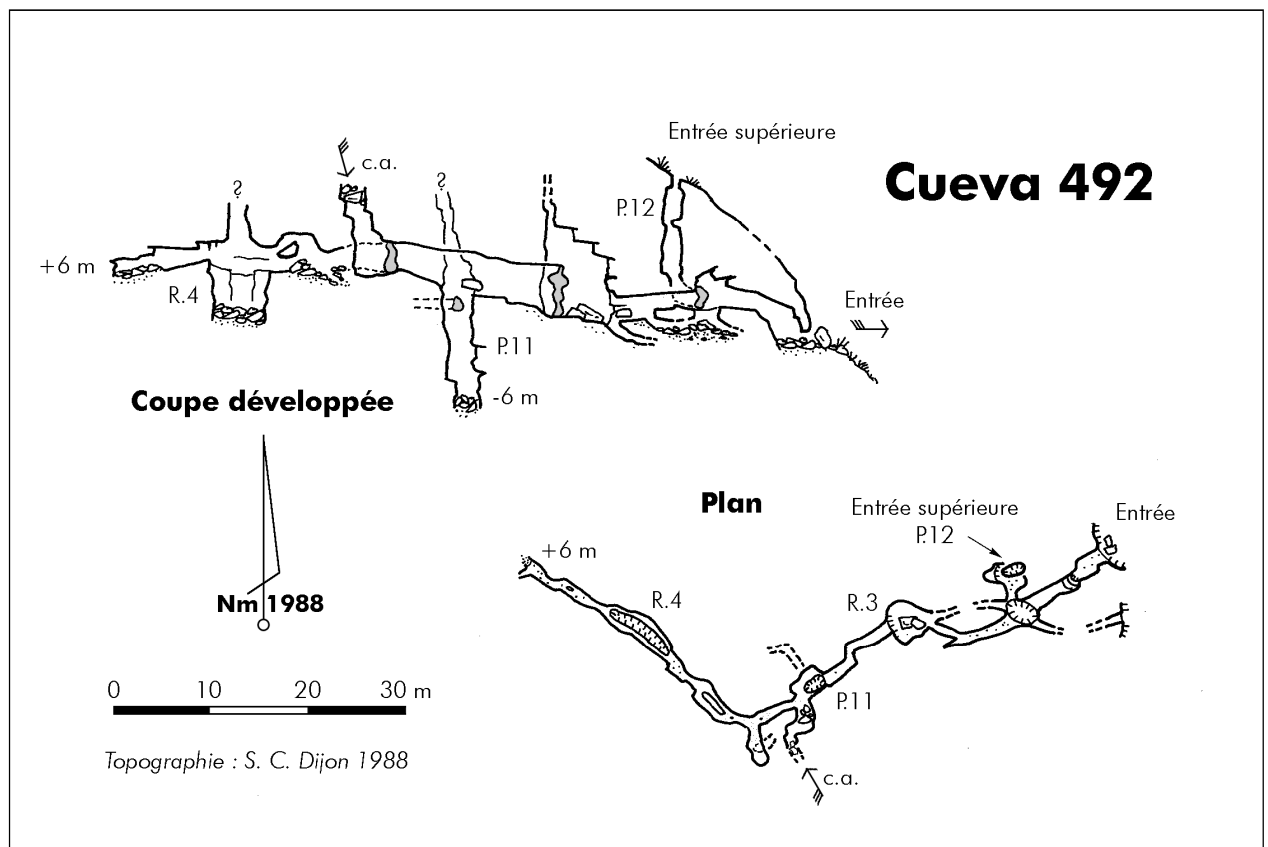 Entrée supérieure
Cueva 492
c.a.
?
?
P.12
+6 m
R.4
Entrée
P.11
-6 m
Coupe développée
Plan
Entrée supérieure
P.12
Entrée
+6 m
R.4
R.3
Nm 1988
P.11
0 10 20 30 m
c.a.
Topographie : S. C. Dijon 1988